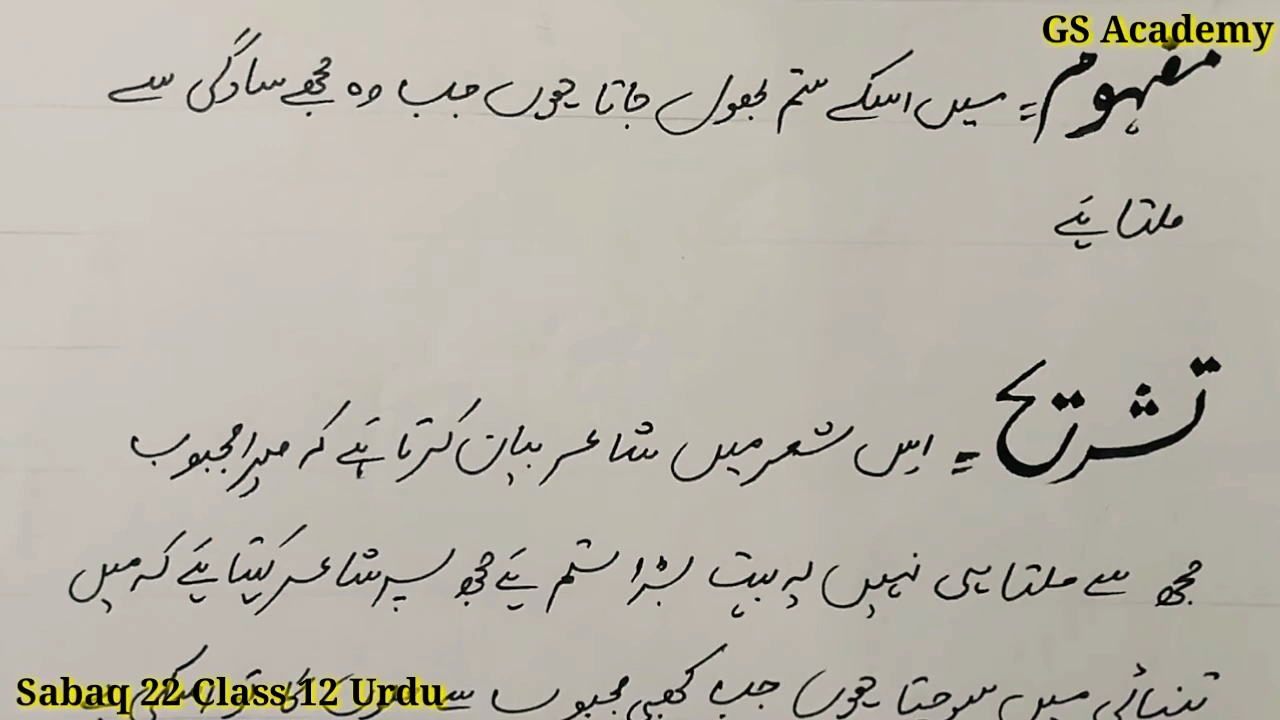 GS Academy
مفہوم = میں اسکے ستم بھول جاتا ہوں جب وہ مجھے سادگی سے
ملتا ہے
تشریح = اس شعر میں شاعر بیان کرتا ہے کہ میرا محبوب
مجھ سے ملتا ہی نہیں یہ بہت بڑا ستم ہے مجھ پر شاعر کہتا ہے کہ میں
تنہائی میں سوچتا ہوں جب کبھی محبوب سے
Sabaq 22 Class 12 Urdu